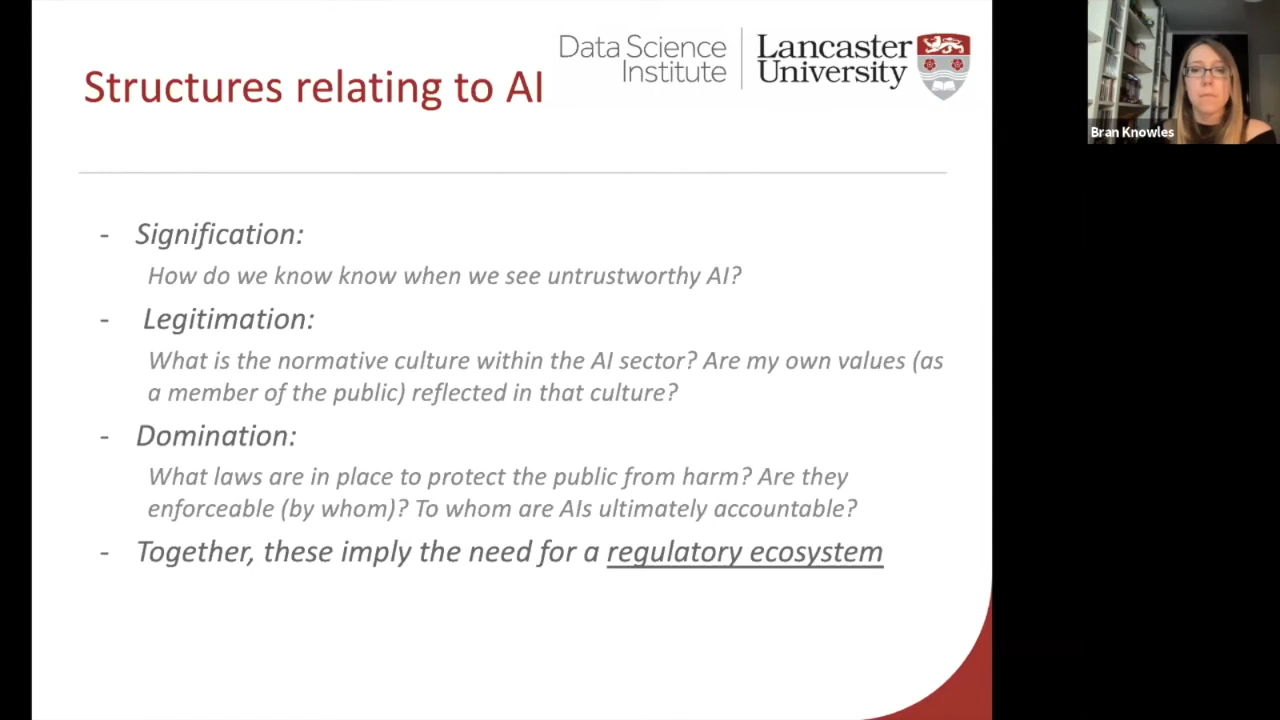 Structures relating to AI
Data Science
Institute
Lancaster
University
Bran Knowles
- Signification:
How do we know know when we see untrustworthy AI?
- Legitimation:
What is the normative culture within the AI sector? Are my own values (as
a member of the public) reflected in that culture?
- Domination:
What laws are in place to protect the public from harm? Are they
enforceable (by whom)? To whom are AIs ultimately accountable?
- Together, these imply the need for a regulatory ecosystem